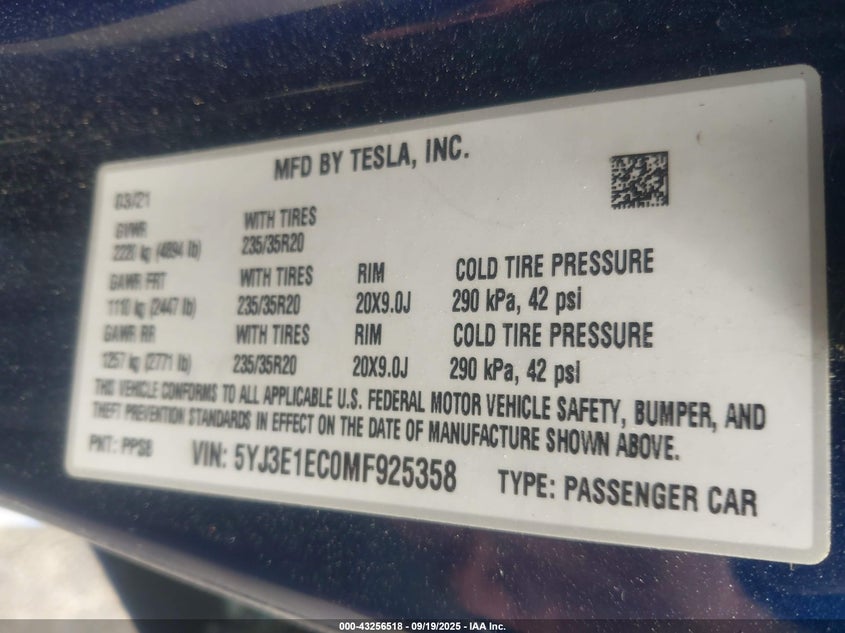 MFD BY TESLA, INC.
03/21
GVWR WITH TIRES
2220 kg (4894 lb) 235/35R20
GAWR FRT WITH TIRES RIM COLD TIRE PRESSURE
1110 kg (2447 lb) 235/35R20 20X9.0J 290 kPa, 42 psi
GAWR RR WITH TIRES RIM COLD TIRE PRESSURE
1257 kg (2771 lb) 235/35R20 20X9.0J 290 kPa, 42 psi
THIS VEHICLE CONFORMS TO ALL APPLICABLE U.S. FEDERAL MOTOR VEHICLE SAFETY, BUMPER, AND
THEFT PREVENTION STANDARDS IN EFFECT ON THE DATE OF MANUFACTURE SHOWN ABOVE.
PNT: PPSB VIN: 5YJ3E1EC0MF925358 TYPE: PASSENGER CAR
000-43256518 - 09/19/2025 - IAA Inc.